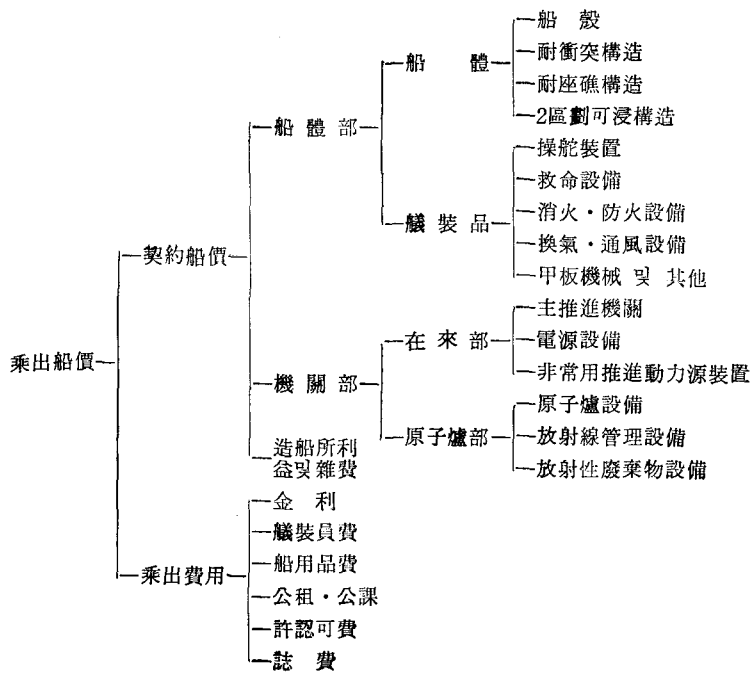 船 殼
船 體
耐衝突構造
耐座礁構造
2區劃可浸構造
船 體 部
操舵裝置
救命設備
艤 裝 品
消火・防火設備
換氣・通風設備
契約船價
甲板機械 및 其他
主推進機關
在 來 部
電源設備
乘出船價
非常用推進動力源裝置
機 關 部
原子爐設備
原子爐部
放射線管理設備
造船所利
益및雜費
放射性廢棄物設備
金 利
艤裝員費
船用品費
乘出費用
公租・公課
許認可費
誌 費